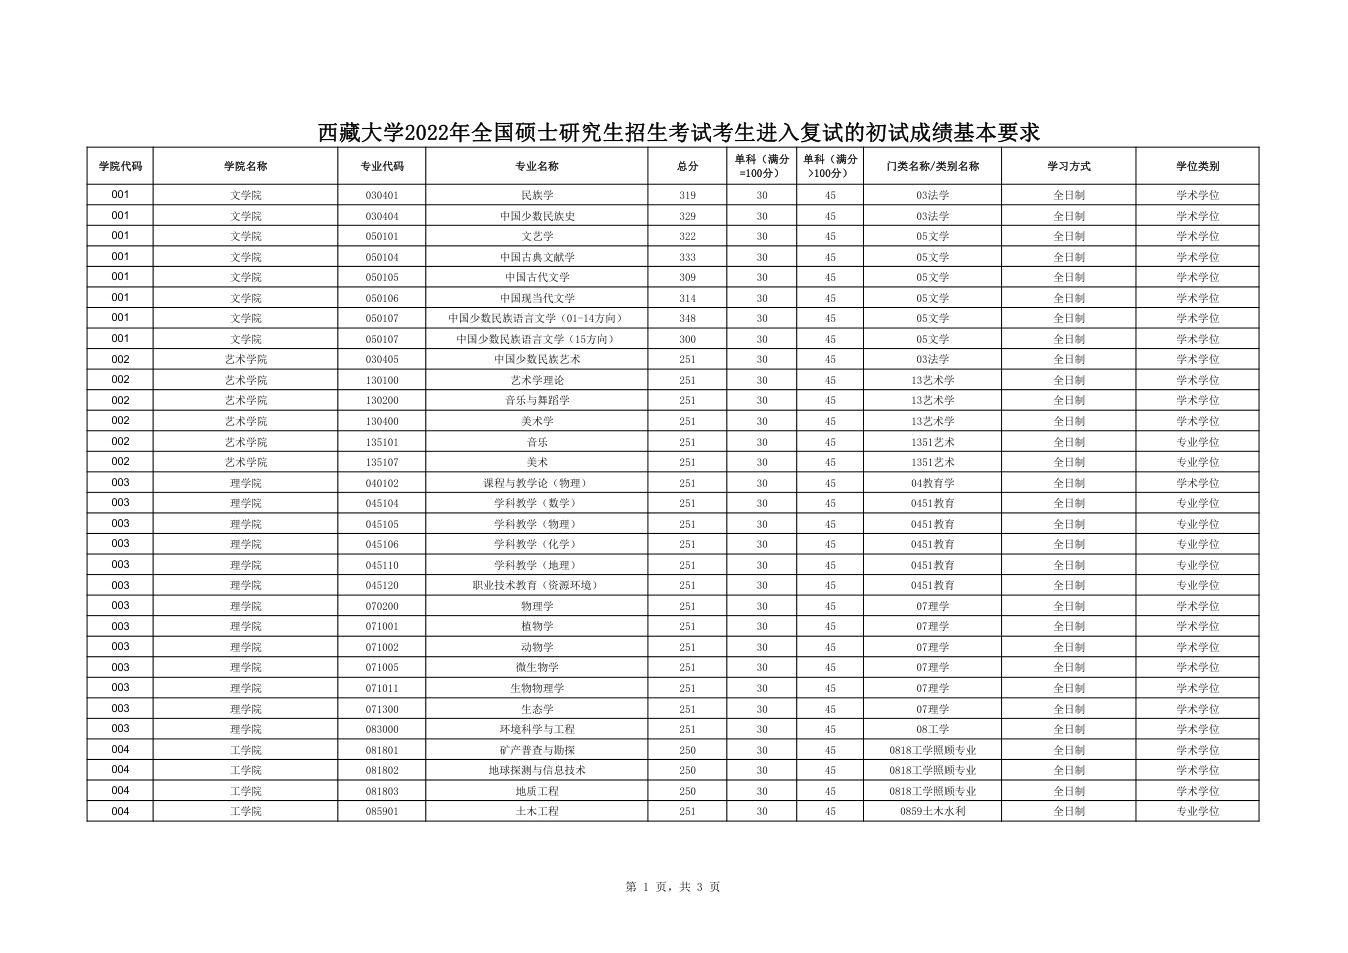 西藏大学2022年全国硕士研究生招生考试考生进入复试的初试成绩基本要求
学院代码 学院名称 专业代码 专业名称 总分 单科（满分=100分） 单科（满分>100分） 门类名称/类别名称 学习方式 学位类别
001 文学院 030401 民族学 319 30 45 03法学 全日制 学术学位
001 文学院 030404 中国少数民族史 329 30 45 03法学 全日制 学术学位
001 文学院 050101 文艺学 322 30 45 05文学 全日制 学术学位
001 文学院 050104 中国古典文献学 333 30 45 05文学 全日制 学术学位
001 文学院 050105 中国古代文学 309 30 45 05文学 全日制 学术学位
001 文学院 050106 中国现当代文学 314 30 45 05文学 全日制 学术学位
001 文学院 050107 中国少数民族语言文学（01-14方向） 348 30 45 05文学 全日制 学术学位
001 文学院 050107 中国少数民族语言文学（15方向） 300 30 45 05文学 全日制 学术学位
002 艺术学院 030405 中国少数民族艺术 251 30 45 03法学 全日制 学术学位
002 艺术学院 130100 艺术学理论 251 30 45 13艺术学 全日制 学术学位
002 艺术学院 130200 音乐与舞蹈学 251 30 45 13艺术学 全日制 学术学位
002 艺术学院 130400 美术学 251 30 45 13艺术学 全日制 学术学位
002 艺术学院 135101 音乐 251 30 45 1351艺术 全日制 专业学位
002 艺术学院 135107 美术 251 30 45 1351艺术 全日制 专业学位
003 理学院 040102 课程与教学论（物理） 251 30 45 04教育学 全日制 学术学位
003 理学院 045104 学科教学（数学） 251 30 45 0451教育 全日制 专业学位
003 理学院 045105 学科教学（物理） 251 30 45 0451教育 全日制 专业学位
003 理学院 045106 学科教学（化学） 251 30 45 0451教育 全日制 专业学位
003 理学院 045110 学科教学（地理） 251 30 45 0451教育 全日制 专业学位
003 理学院 045120 职业技术教育（资源环境） 251 30 45 0451教育 全日制 专业学位
003 理学院 070200 物理学 251 30 45 07理学 全日制 学术学位
003 理学院 071001 植物学 251 30 45 07理学 全日制 学术学位
003 理学院 071002 动物学 251 30 45 07理学 全日制 学术学位
003 理学院 071005 微生物学 251 30 45 07理学 全日制 学术学位
003 理学院 071011 生物物理学 251 30 45 07理学 全日制 学术学位
003 理学院 071300 生态学 251 30 45 07理学 全日制 学术学位
003 理学院 083000 环境科学与工程 251 30 45 08工学 全日制 学术学位
004 工学院 081801 矿产普查与勘探 250 30 45 0818工学照顾专业 全日制 学术学位
004 工学院 081802 地球探测与信息技术 250 30 45 0818工学照顾专业 全日制 学术学位
004 工学院 081803 地质工程 250 30 45 0818工学照顾专业 全日制 学术学位
004 工学院 085901 土木工程 251 30 45 0859土木水利 全日制 专业学位
第 1 页，共 3 页